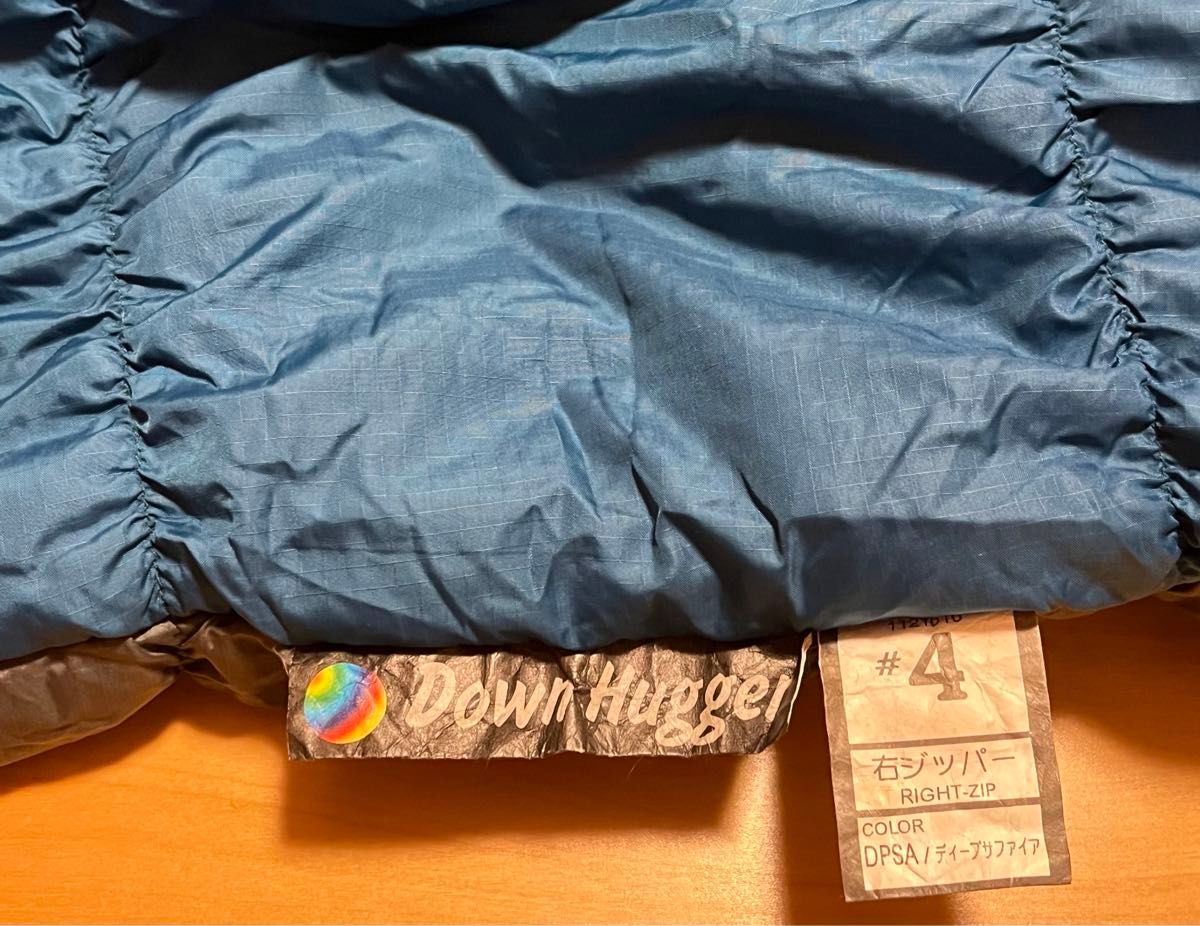 Down Hugger
#4
右ジッパー
RIGHT-ZIP
COLOR
DPSA / ディープサファイア